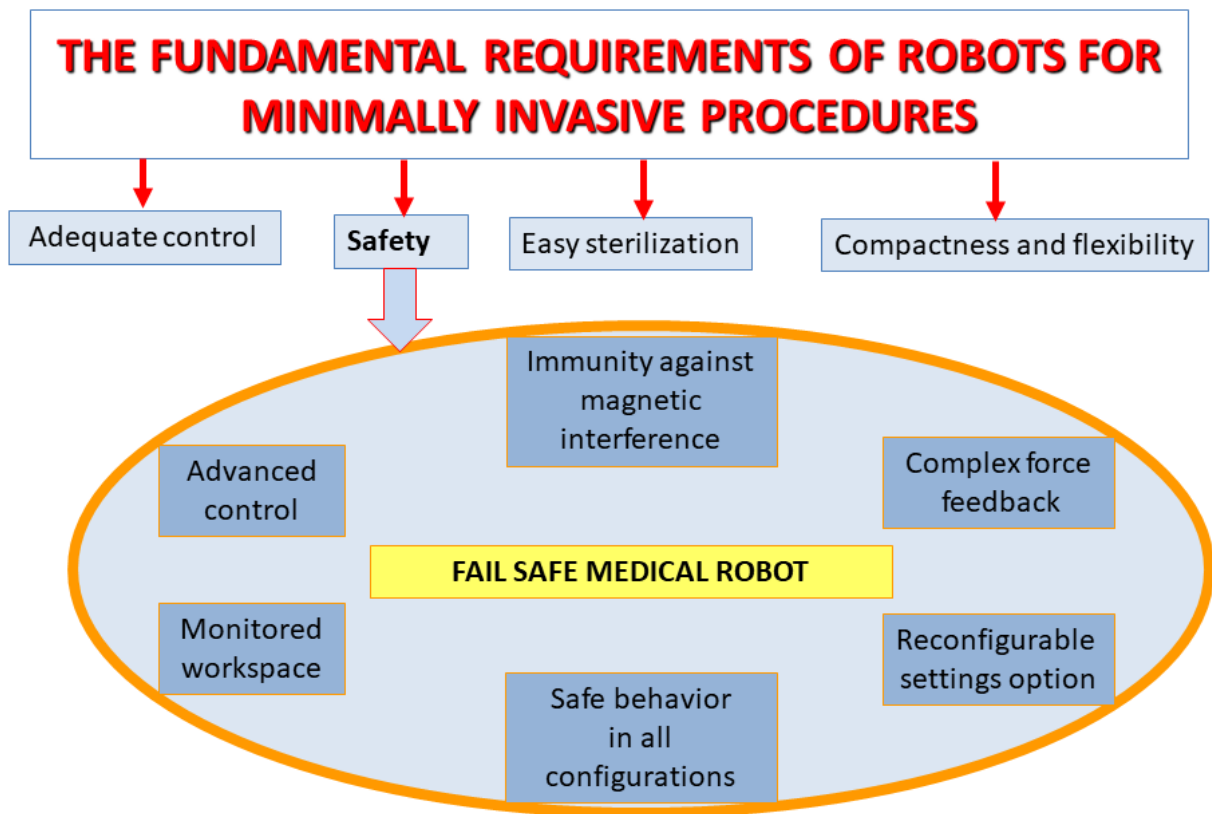 THE FUNDAMENTAL REQUIREMENTS OF ROBOTS FOR
MINIMALLY INVASIVE PROCEDURES
Adequate control
Safety
Easy sterilization
Compactness and flexibility
Immunity against
magnetic
interference
Advanced
control
Complex force
feedback
FAIL SAFE MEDICAL ROBOT
Monitored
workspace
Reconfigurable
settings option
Safe behavior
in all
configurations